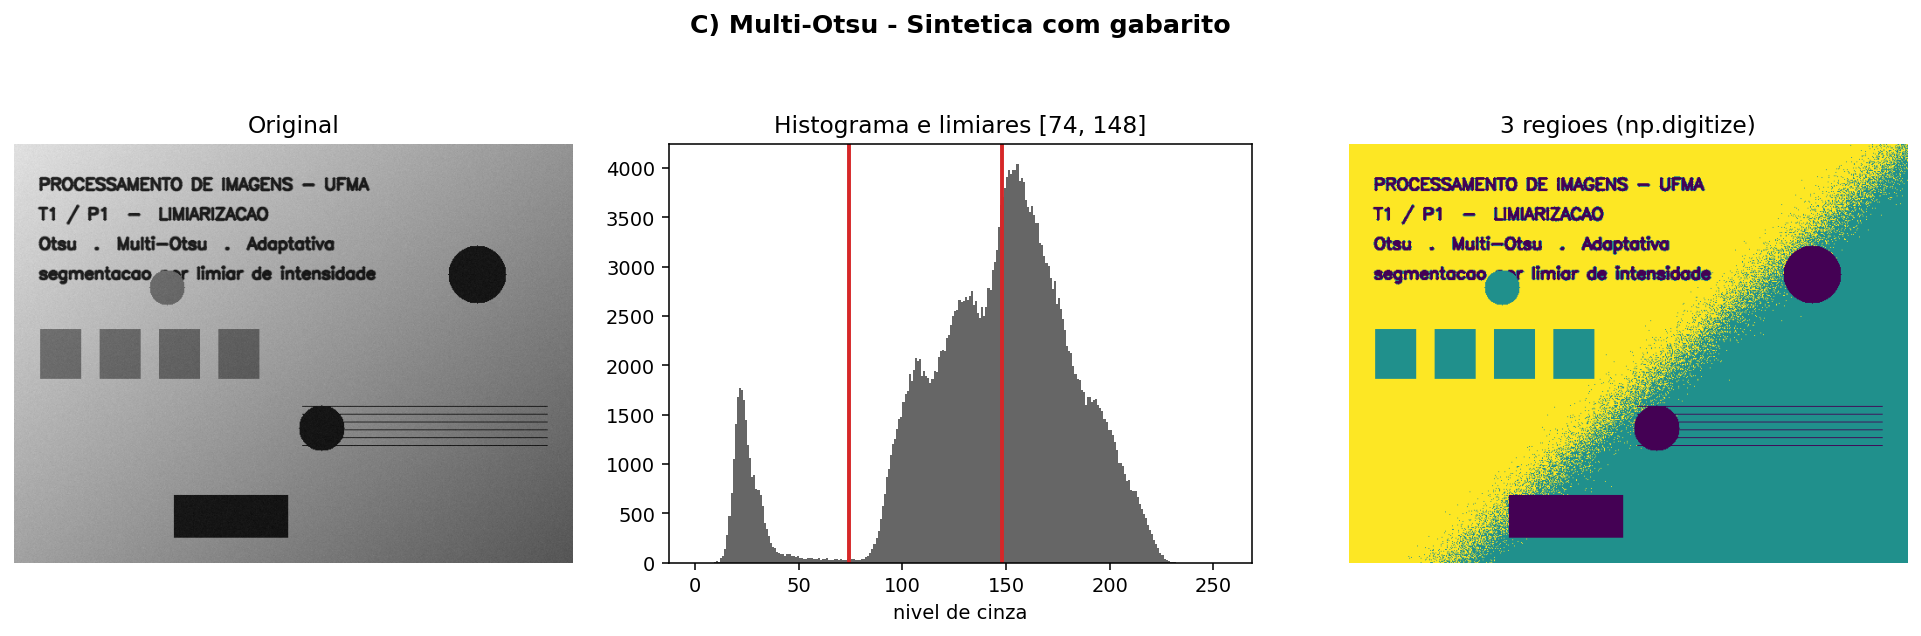 C) Multi-Otsu - Sintetica com gabarito
Original
PROCESSAMENTO DE IMAGENS - UFMA
T1 / P1 - LIMIARIZACAO
Otsu . Multi-Otsu . Adaptativa
segmentacao or limiar de intensidade
Histograma e limiares [74, 148]
4000
3500
3000
2500
2000
1500
1000
500
0
0 50 100 150 200 250
nivel de cinza
3 regioes (np.digitize)
PROCESSAMENTO DE IMAGENS - UFMA
T1 / P1 - LIMIARIZACAO
Otsu . Multi-Otsu . Adaptativa
segmentacao limiar de intensidade